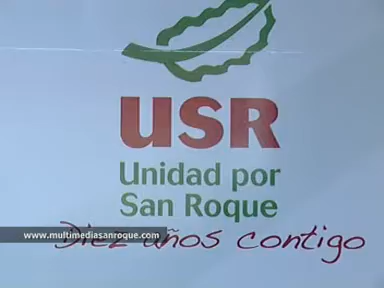 USR
Unidad por
San Roque
Diez años contigo
www.multimediasanroque.com